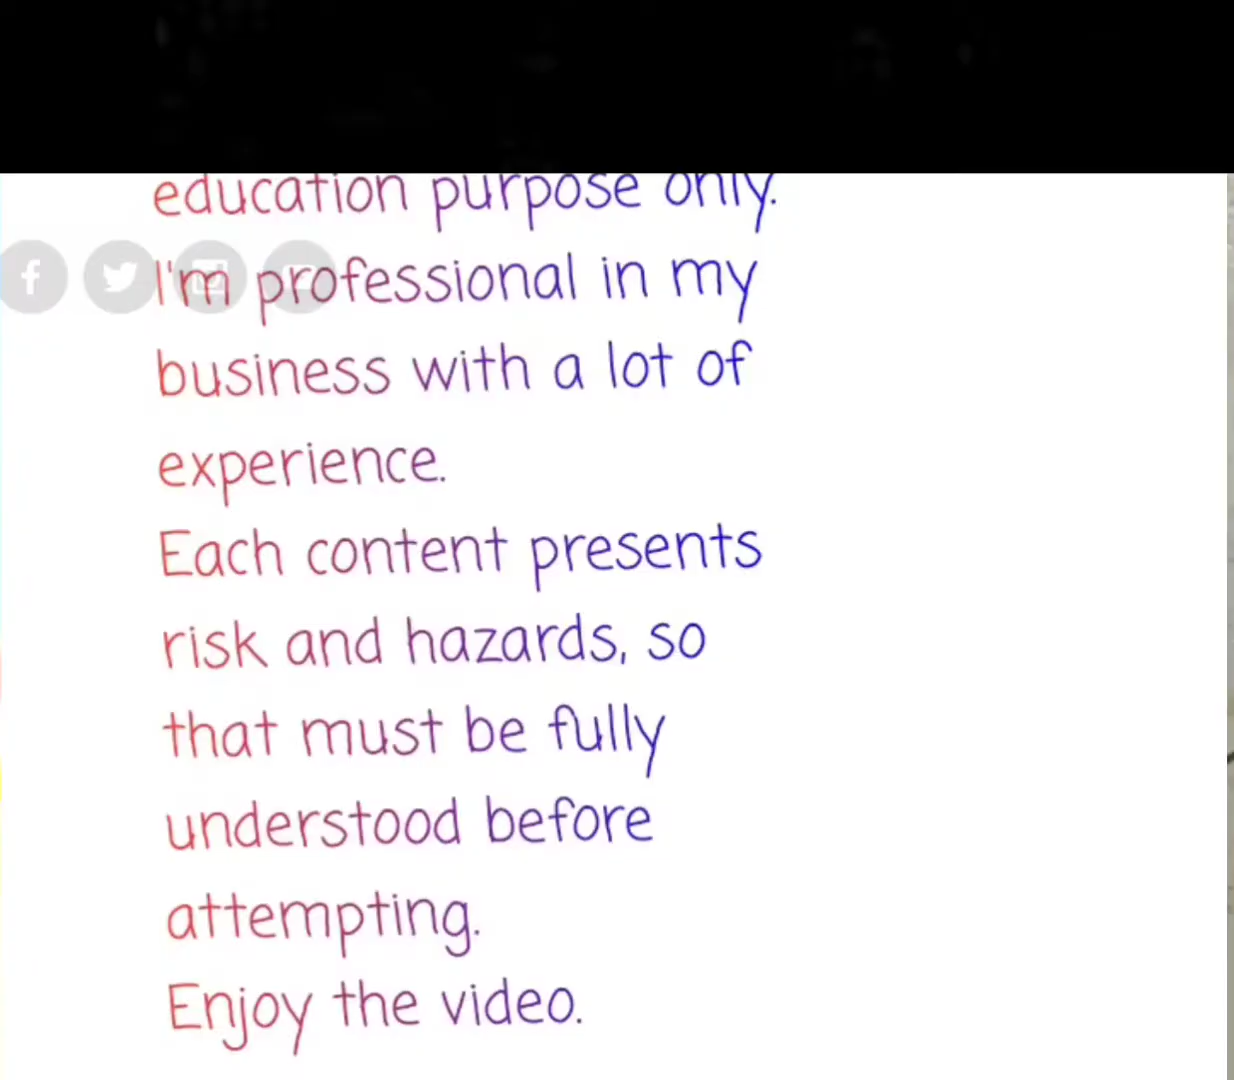 education purpose only.
I'm professional in my
business with a lot of
experience.
Each content presents
risk and hazards, so
that must be fully
understood before
attempting.
Enjoy the video.